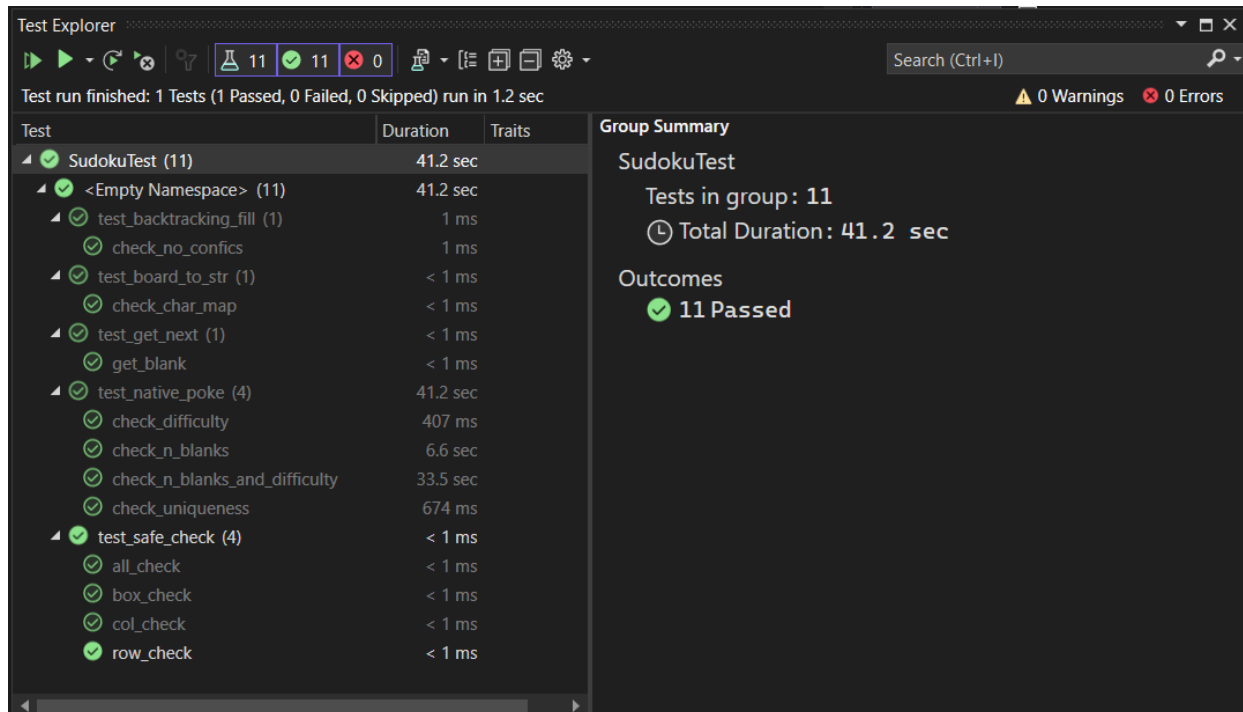 Test Explorer
11 11 0 Search (Ctrl+I)
Test run finished: 1 Tests (1 Passed, 0 Failed, 0 Skipped) run in 1.2 sec 0 Warnings 0 Errors
Test Duration Traits
SudokuTest (11) 41.2 sec
<Empty Namespace> (11) 41.2 sec
test_backtracking_fill (1) 1 ms
check_no_confics 1 ms
test_board_to_str (1) < 1 ms
check_char_map < 1 ms
test_get_next (1) < 1 ms
get_blank < 1 ms
test_native_poke (4) 41.2 sec
check_difficulty 407 ms
check_n_blanks 6.6 sec
check_n_blanks_and_difficulty 33.5 sec
check_uniqueness 674 ms
test_safe_check (4) < 1 ms
all_check < 1 ms
box_check < 1 ms
col_check < 1 ms
row_check < 1 ms
Group Summary
SudokuTest
Tests in group: 11
Total Duration: 41.2 sec
Outcomes
11 Passed